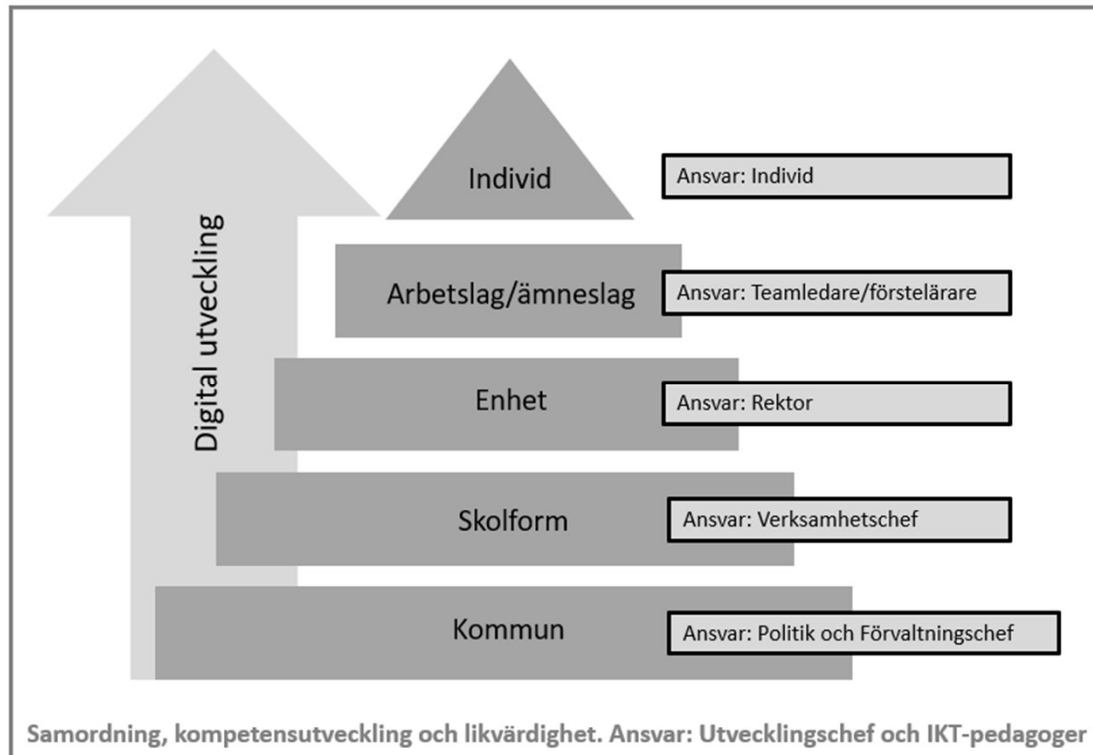 Digital utveckling
Individ
Ansvar: Individ
Arbetslag/ämneslag
Ansvar: Teamledare/förstelärare
Enhet
Ansvar: Rektor
Skolform
Ansvar: Verksamhetschef
Kommun
Ansvar: Politik och Förvaltningschef
Samordning, kompetensutveckling och likvärdighet. Ansvar: Utvecklingschef och IKT-pedagoger